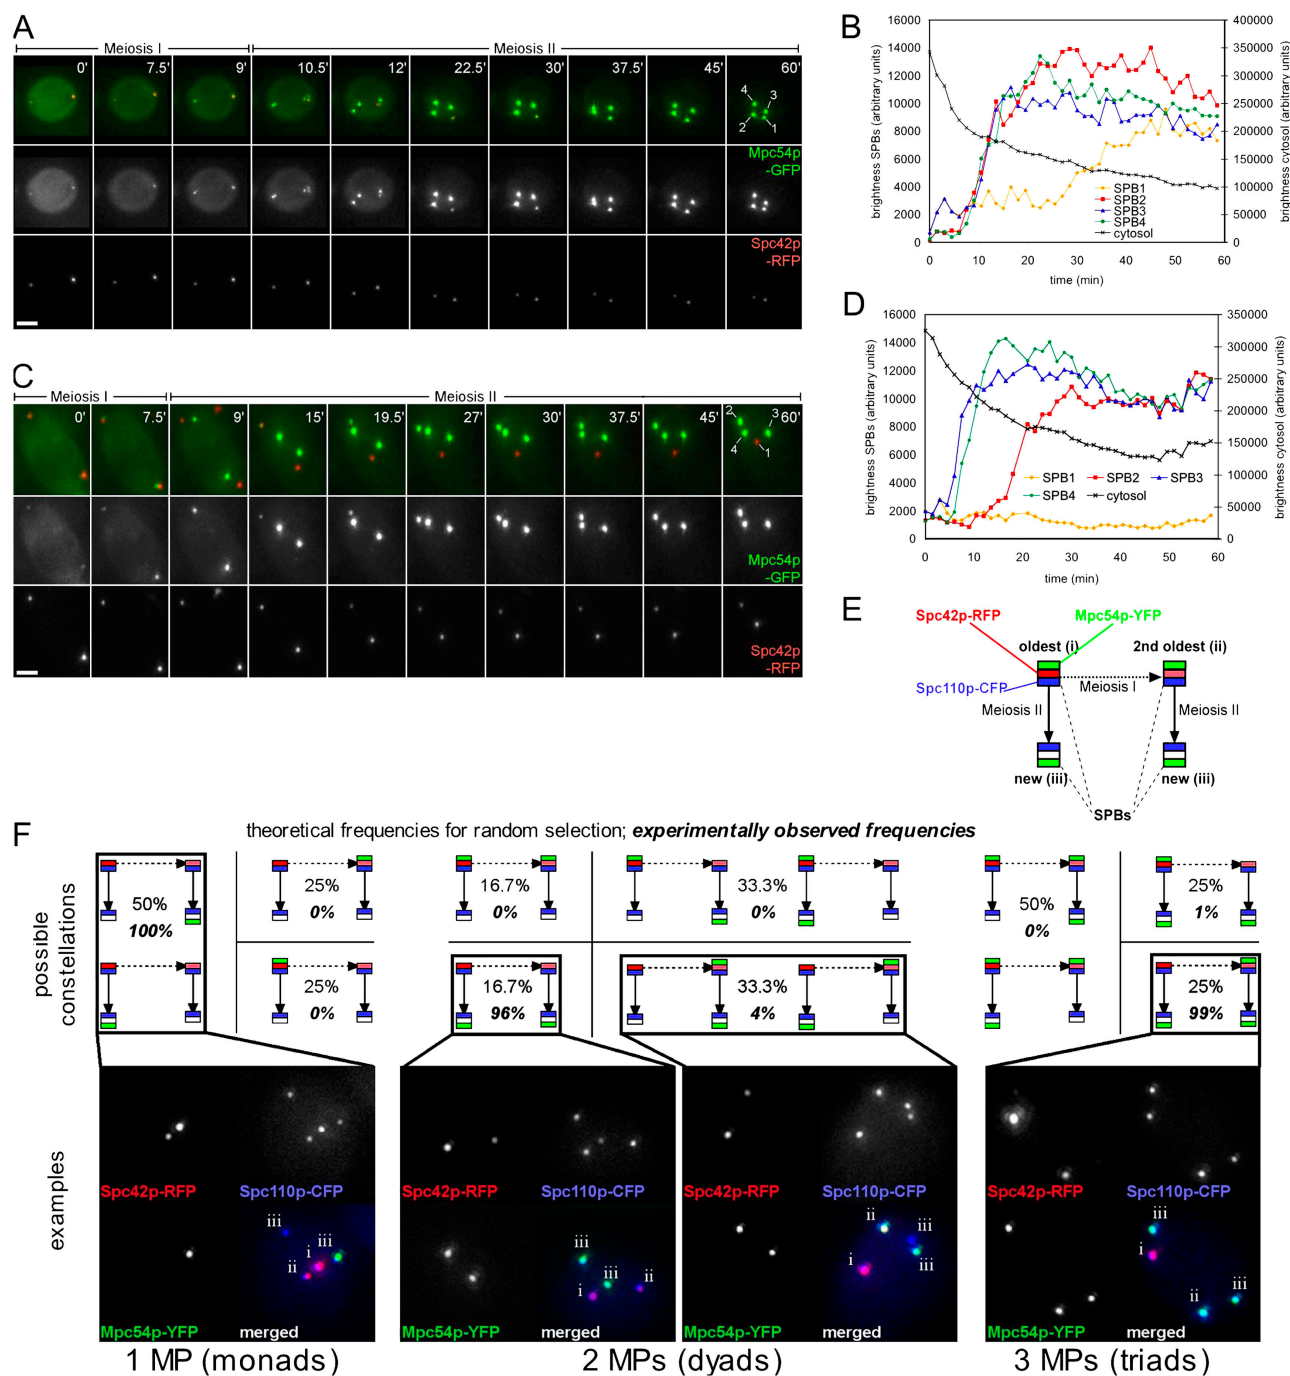 A
Meiosis I
Meiosis II
0'
7.5'
9'
10.5'
12'
22.5'
30'
37.5'
45'
60'
4
3
2
1
Mpc54p
-GFP
Spc42p
-RFP
B
brightness SPBs (arbitrary units)
16000
14000
12000
10000
8000
6000
4000
2000
0
400000
350000
300000
250000
200000
150000
100000
50000
0
brightness cytosol (arbitrary units)
SPB1
SPB2
SPB3
SPB4
cytosol
0
10
20
30
40
50
60
time (min)
C
Meiosis I
Meiosis II
0'
7.5'
9'
15'
19.5'
27'
30'
37.5'
45'
60'
2
3
4
1
Mpc54p
-GFP
Spc42p
-RFP
D
brightness SPBs (arbitrary units)
16000
14000
12000
10000
8000
6000
4000
2000
0
350000
300000
250000
200000
150000
100000
50000
0
brightness cytosol (arbitrary units)
SPB1 SPB2 SPB3
SPB4 cytosol
0
10
20
30
40
50
60
time (min)
E
Spc42p-RFP
Mpc54p-YFP
oldest (i)
2nd oldest (ii)
Spc110p-CFP
Meiosis I
Meiosis II
Meiosis II
new (iii)
new (iii)
SPBs
F
theoretical frequencies for random selection; experimentally observed frequencies
possible
constellations
50%
100%
25%
0%
25%
0%
16.7%
0%
33.3%
0%
16.7%
96%
33.3%
4%
50%
0%
25%
1%
25%
99%
examples
Spc42p-RFP
Spc110p-CFP
Spc42p-RFP
Spc110p-CFP
Spc42p-RFP
Spc110p-CFP
Spc42p-RFP
Spc110p-CFP
iii
i
iii
ii
iii
iii
i
ii
ii
iii
i
iii
iii
i
ii
iii
Mpc54p-YFP
merged
Mpc54p-YFP
merged
Mpc54p-YFP
merged
Mpc54p-YFP
merged
1 MP (monads)
2 MPs (dyads)
3 MPs (triads)